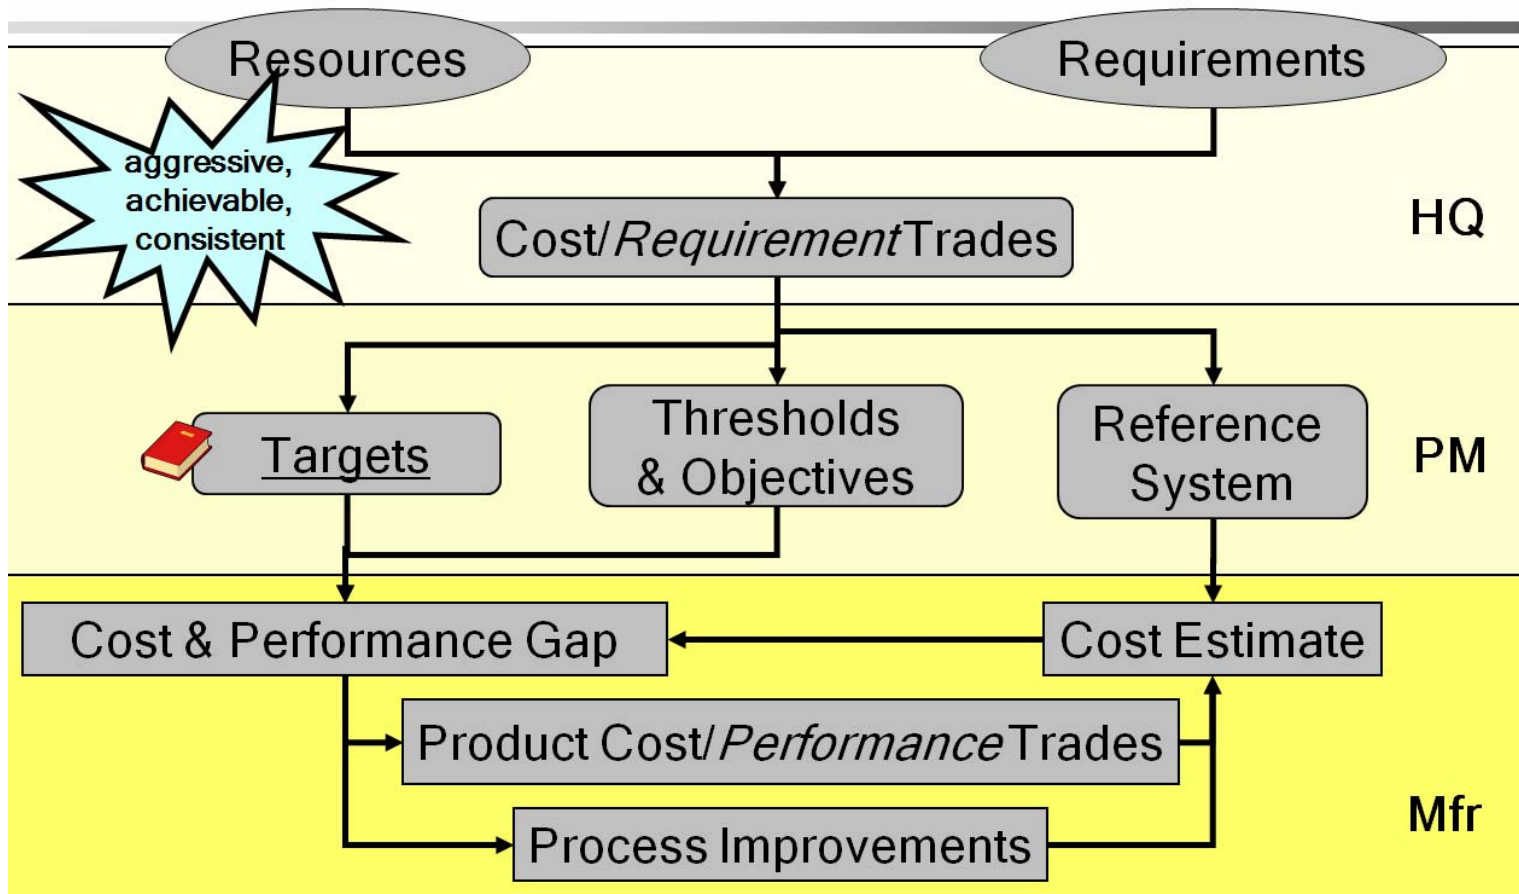 Resources
Requirements
aggressive,
achievable,
consistent
Cost/Requirement Trades
HQ
Targets
Thresholds
& Objectives
Reference
System
PM
Cost & Performance Gap
Cost Estimate
Product Cost/Performance Trades
Process Improvements
Mfr